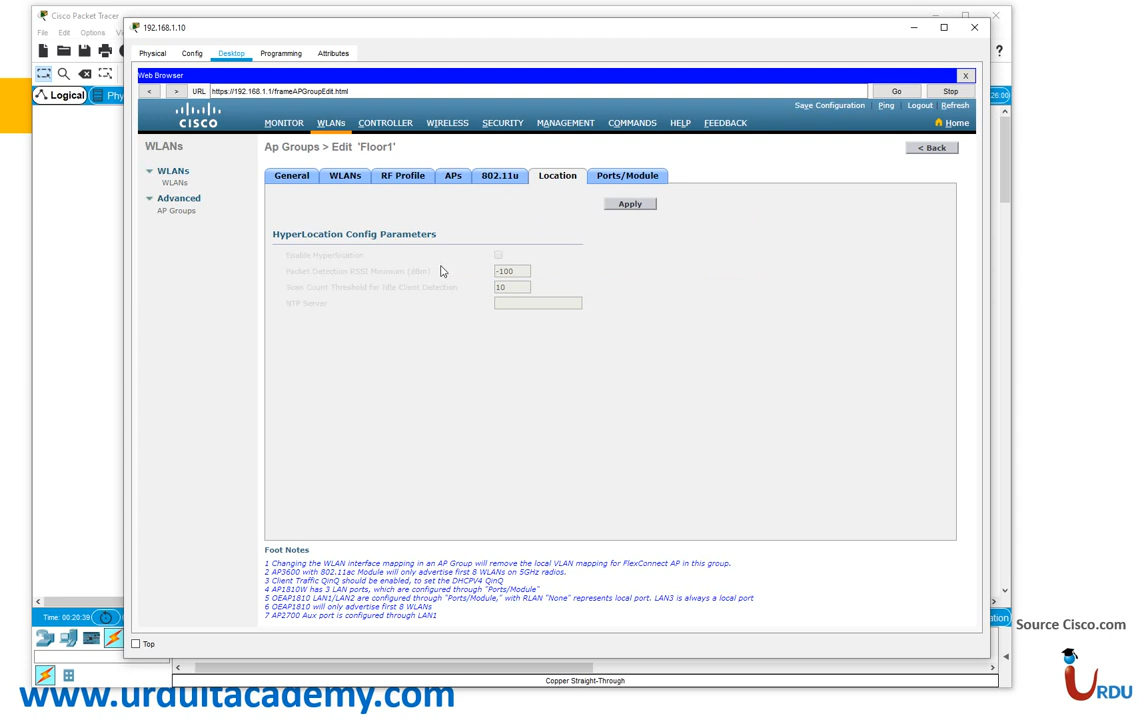 Cisco Packet Tracer
File Edit Options
192.168.1.10
Physical Config Desktop Programming Attributes
?
Web Browser X
Logical
< > URL https://192.168.1.1/frameAPGroupEdit.html Go Stop
Save Configuration Ping Logout Refresh
CISCO
MONITOR WLANs CONTROLLER WIRELESS SECURITY MANAGEMENT COMMANDS HELP FEEDBACK Home
WLANs
Ap Groups > Edit 'Floor1' < Back
WLANs
WLANs
Advanced
AP Groups
General WLANs RF Profile APs 802.11u Location Ports/Module
Apply
HyperLocation Config Parameters
Enable Hyperlocation
Packet Detection RSSI Minimum (dBm) -100
Scan Count Threshold for Idle Client Detection 10
NTP Server
Foot Notes
1 Changing the WLAN interface mapping in an AP Group will remove the local VLAN mapping for FlexConnect AP in this group.
2 AP3600 with 802.11ac Module will only advertise first 8 WLANs on 5GHz radios.
3 Client Traffic QinQ should be enabled, to set the DHCPV4 QinQ
4 AP1810W has 3 LAN ports, which are configured through "Ports/Module"
5 OEAP1810 LAN1/LAN2 are configured through "Ports/Module," with RLAN "None" represents local port. LAN3 is always a local port
6 OEAP1810 will only advertise first 8 WLANs
7 AP2700 Aux port is configured through LAN1
Time: 00:20:39
Source Cisco.com
Top
Copper Straight-Through
www.urduitacademy.com
URDU